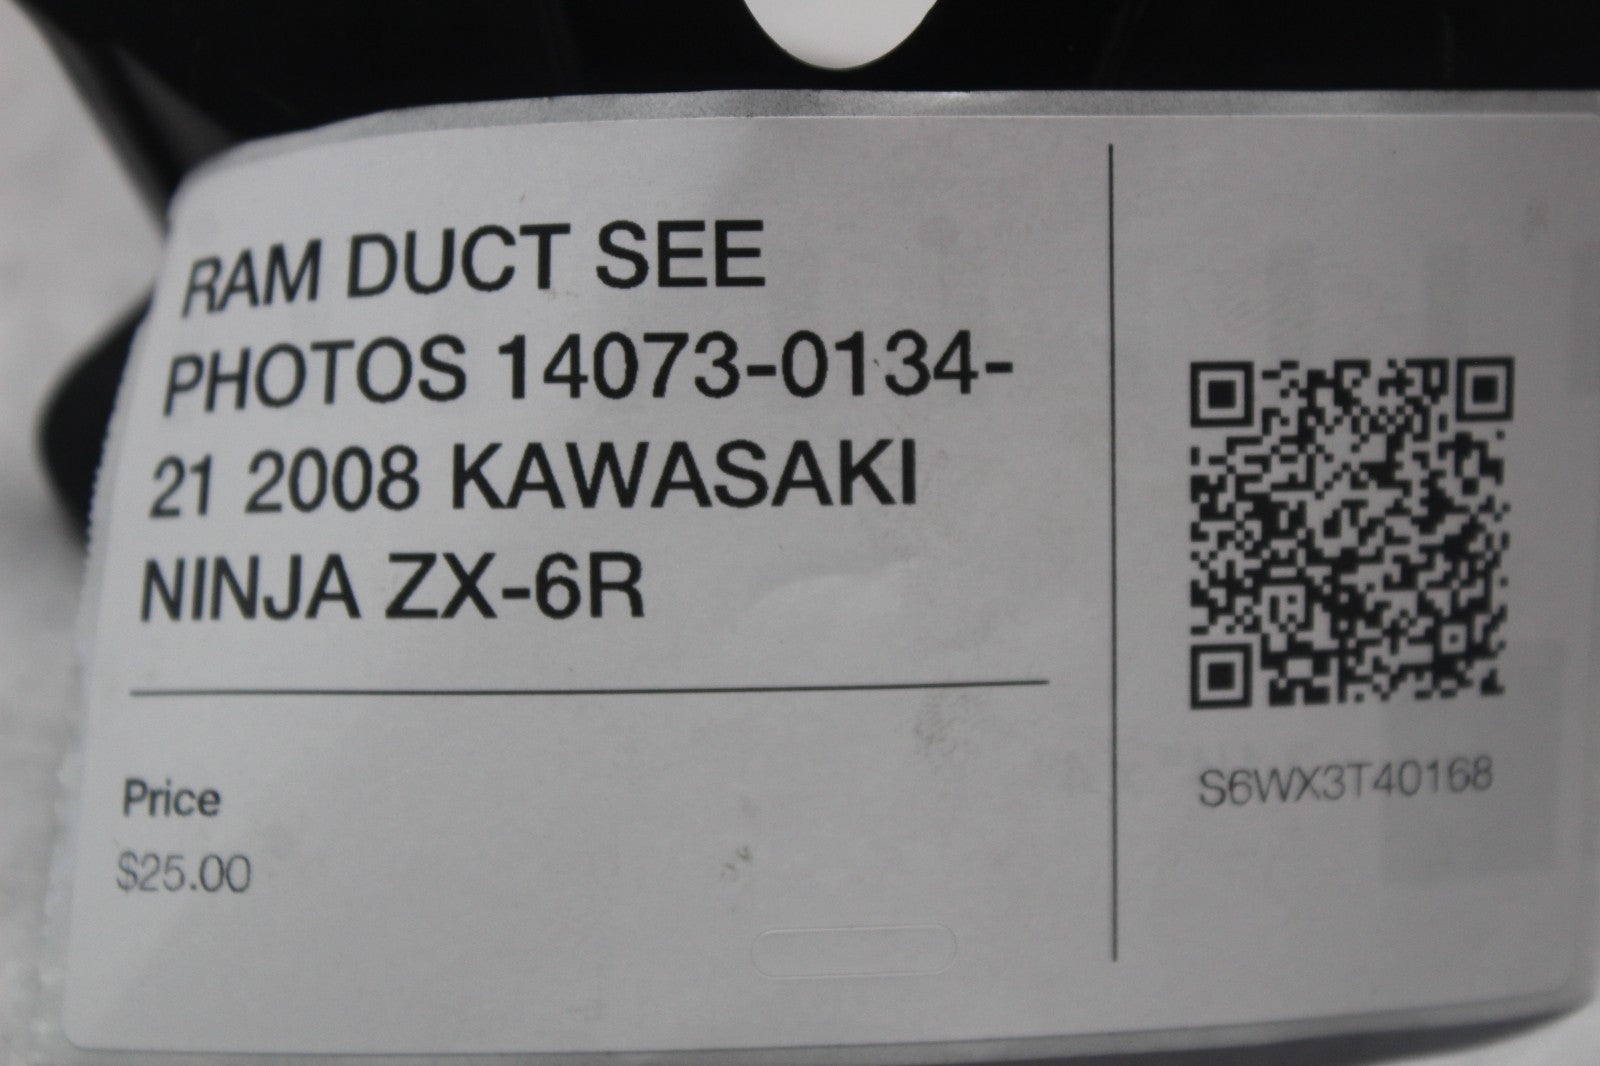 RAM DUCT SEE
PHOTOS 14073-0134-
21 2008 KAWASAKI
NINJA ZX-6R
Price
$25.00
S6WX3T40168